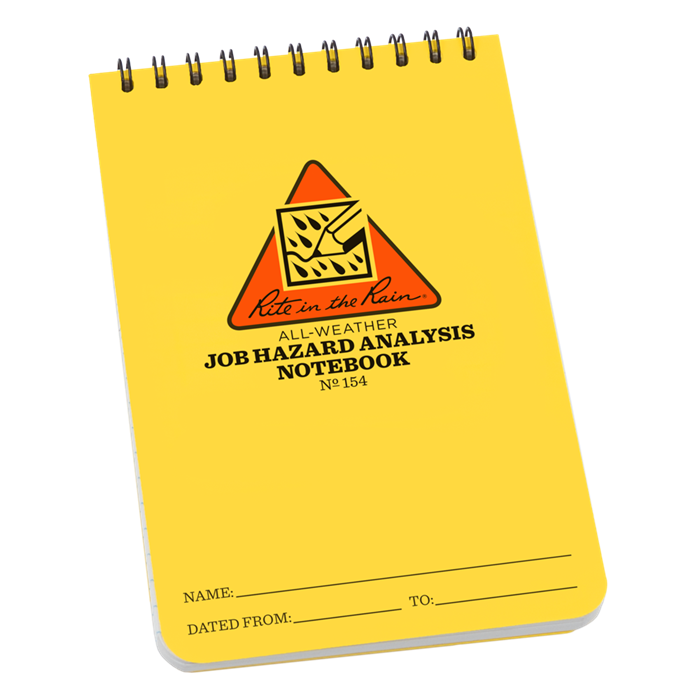 Rite in the Rain®
ALL-WEATHER
JOB HAZARD ANALYSIS
NOTEBOOK
Nº 154
NAME:
DATED FROM: TO: